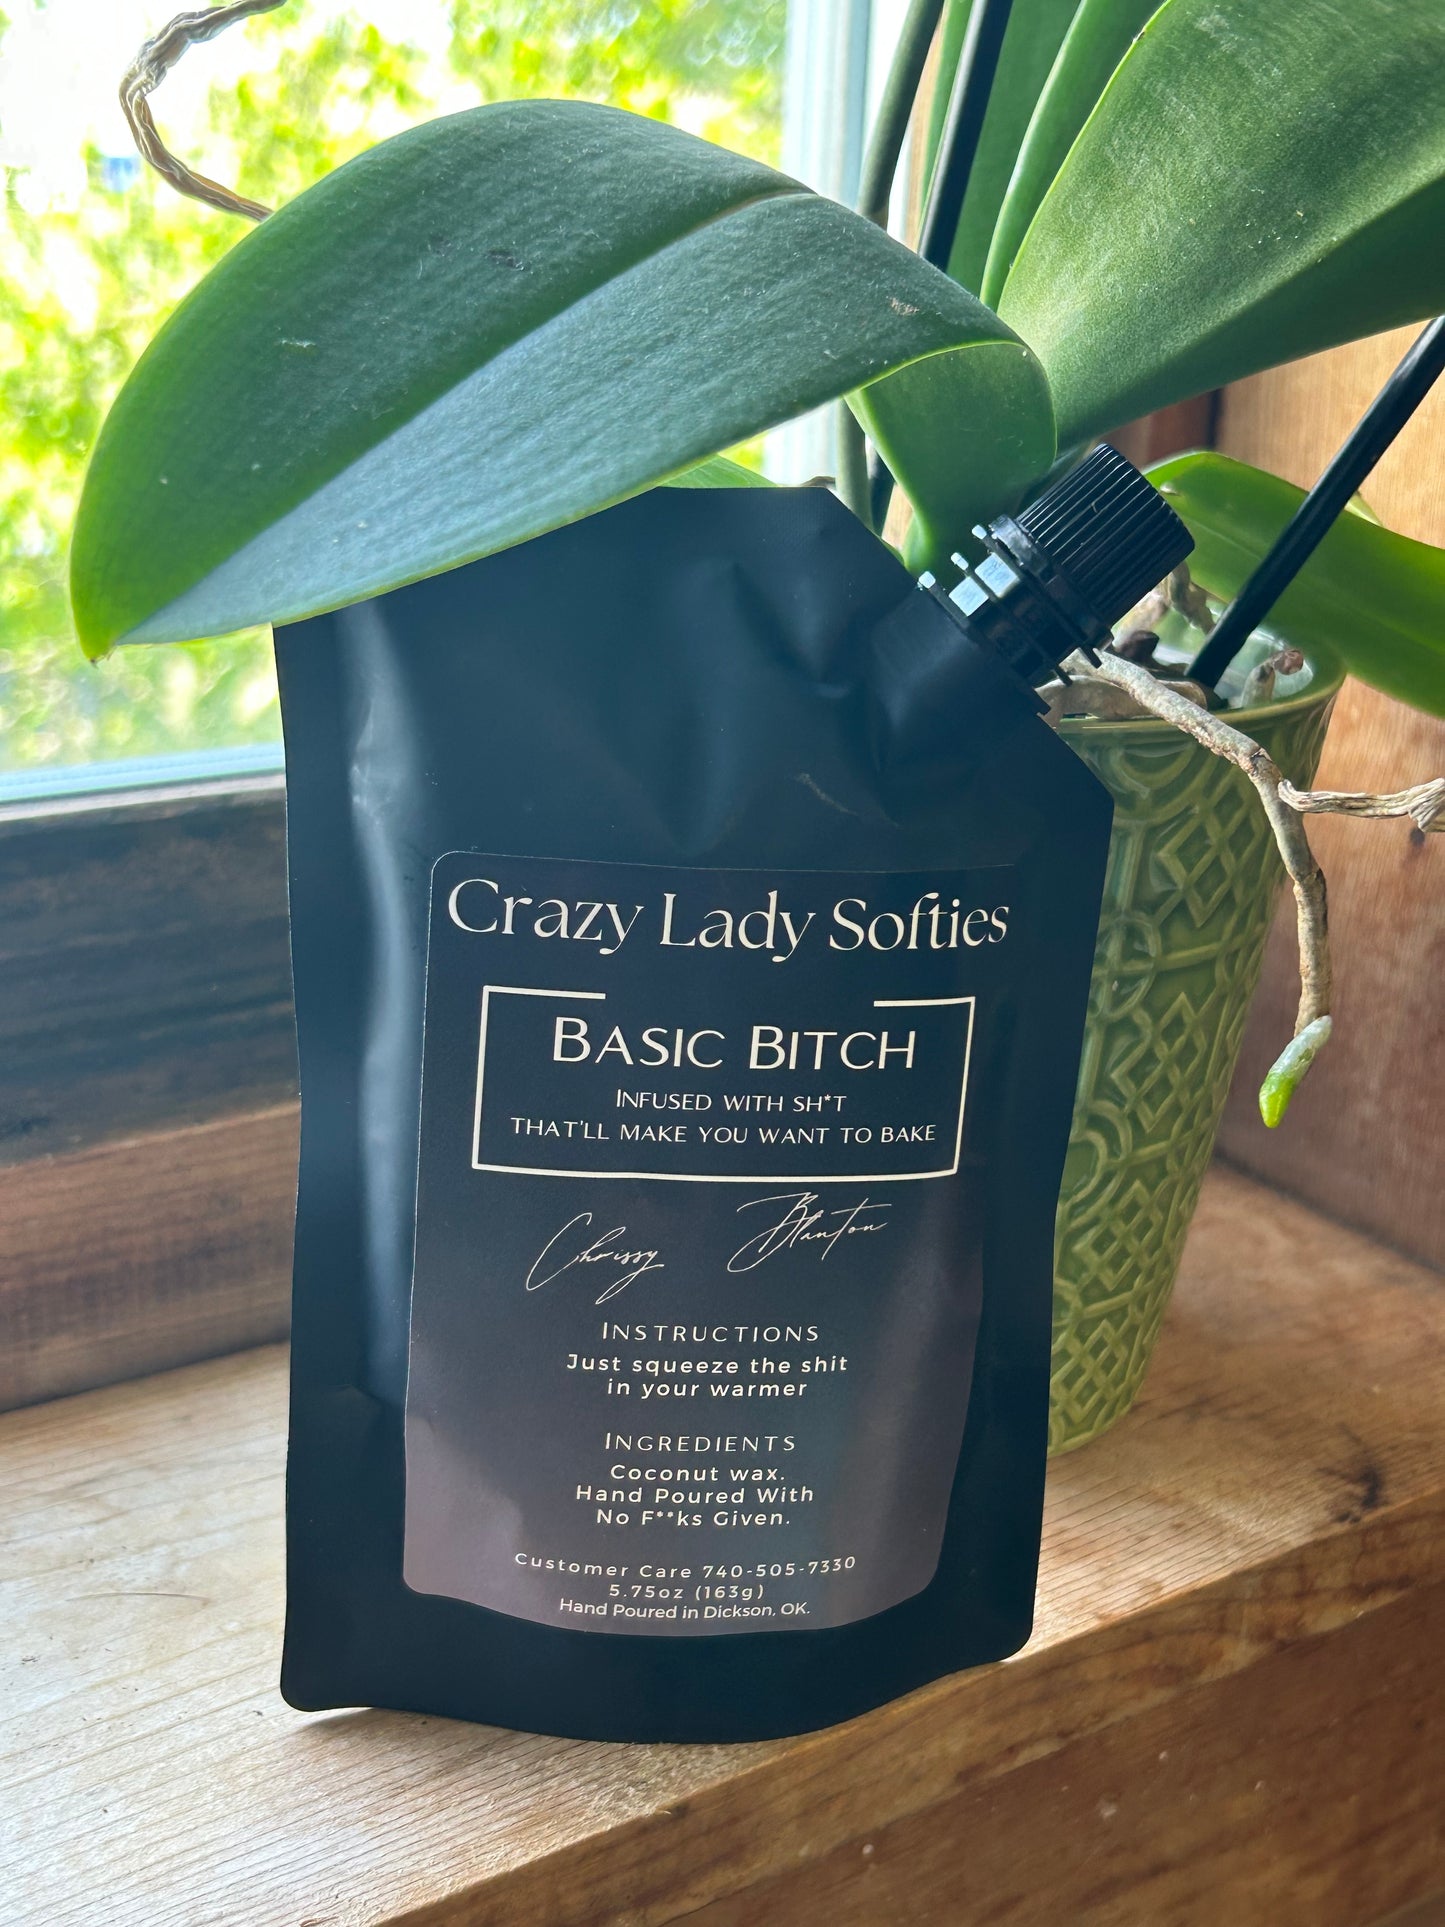 Crazy Lady Softies
Basic Bitch
Infused with sh*t
that'll make you want to bake
Chrissy Blanton
Instructions
Just squeeze the shit
in your warmer
Ingredients
Coconut wax.
Hand Poured With
No F**ks Given.
Customer Care 740-505-7330
5.75oz (163g)
Hand Poured in Dickson, OK.